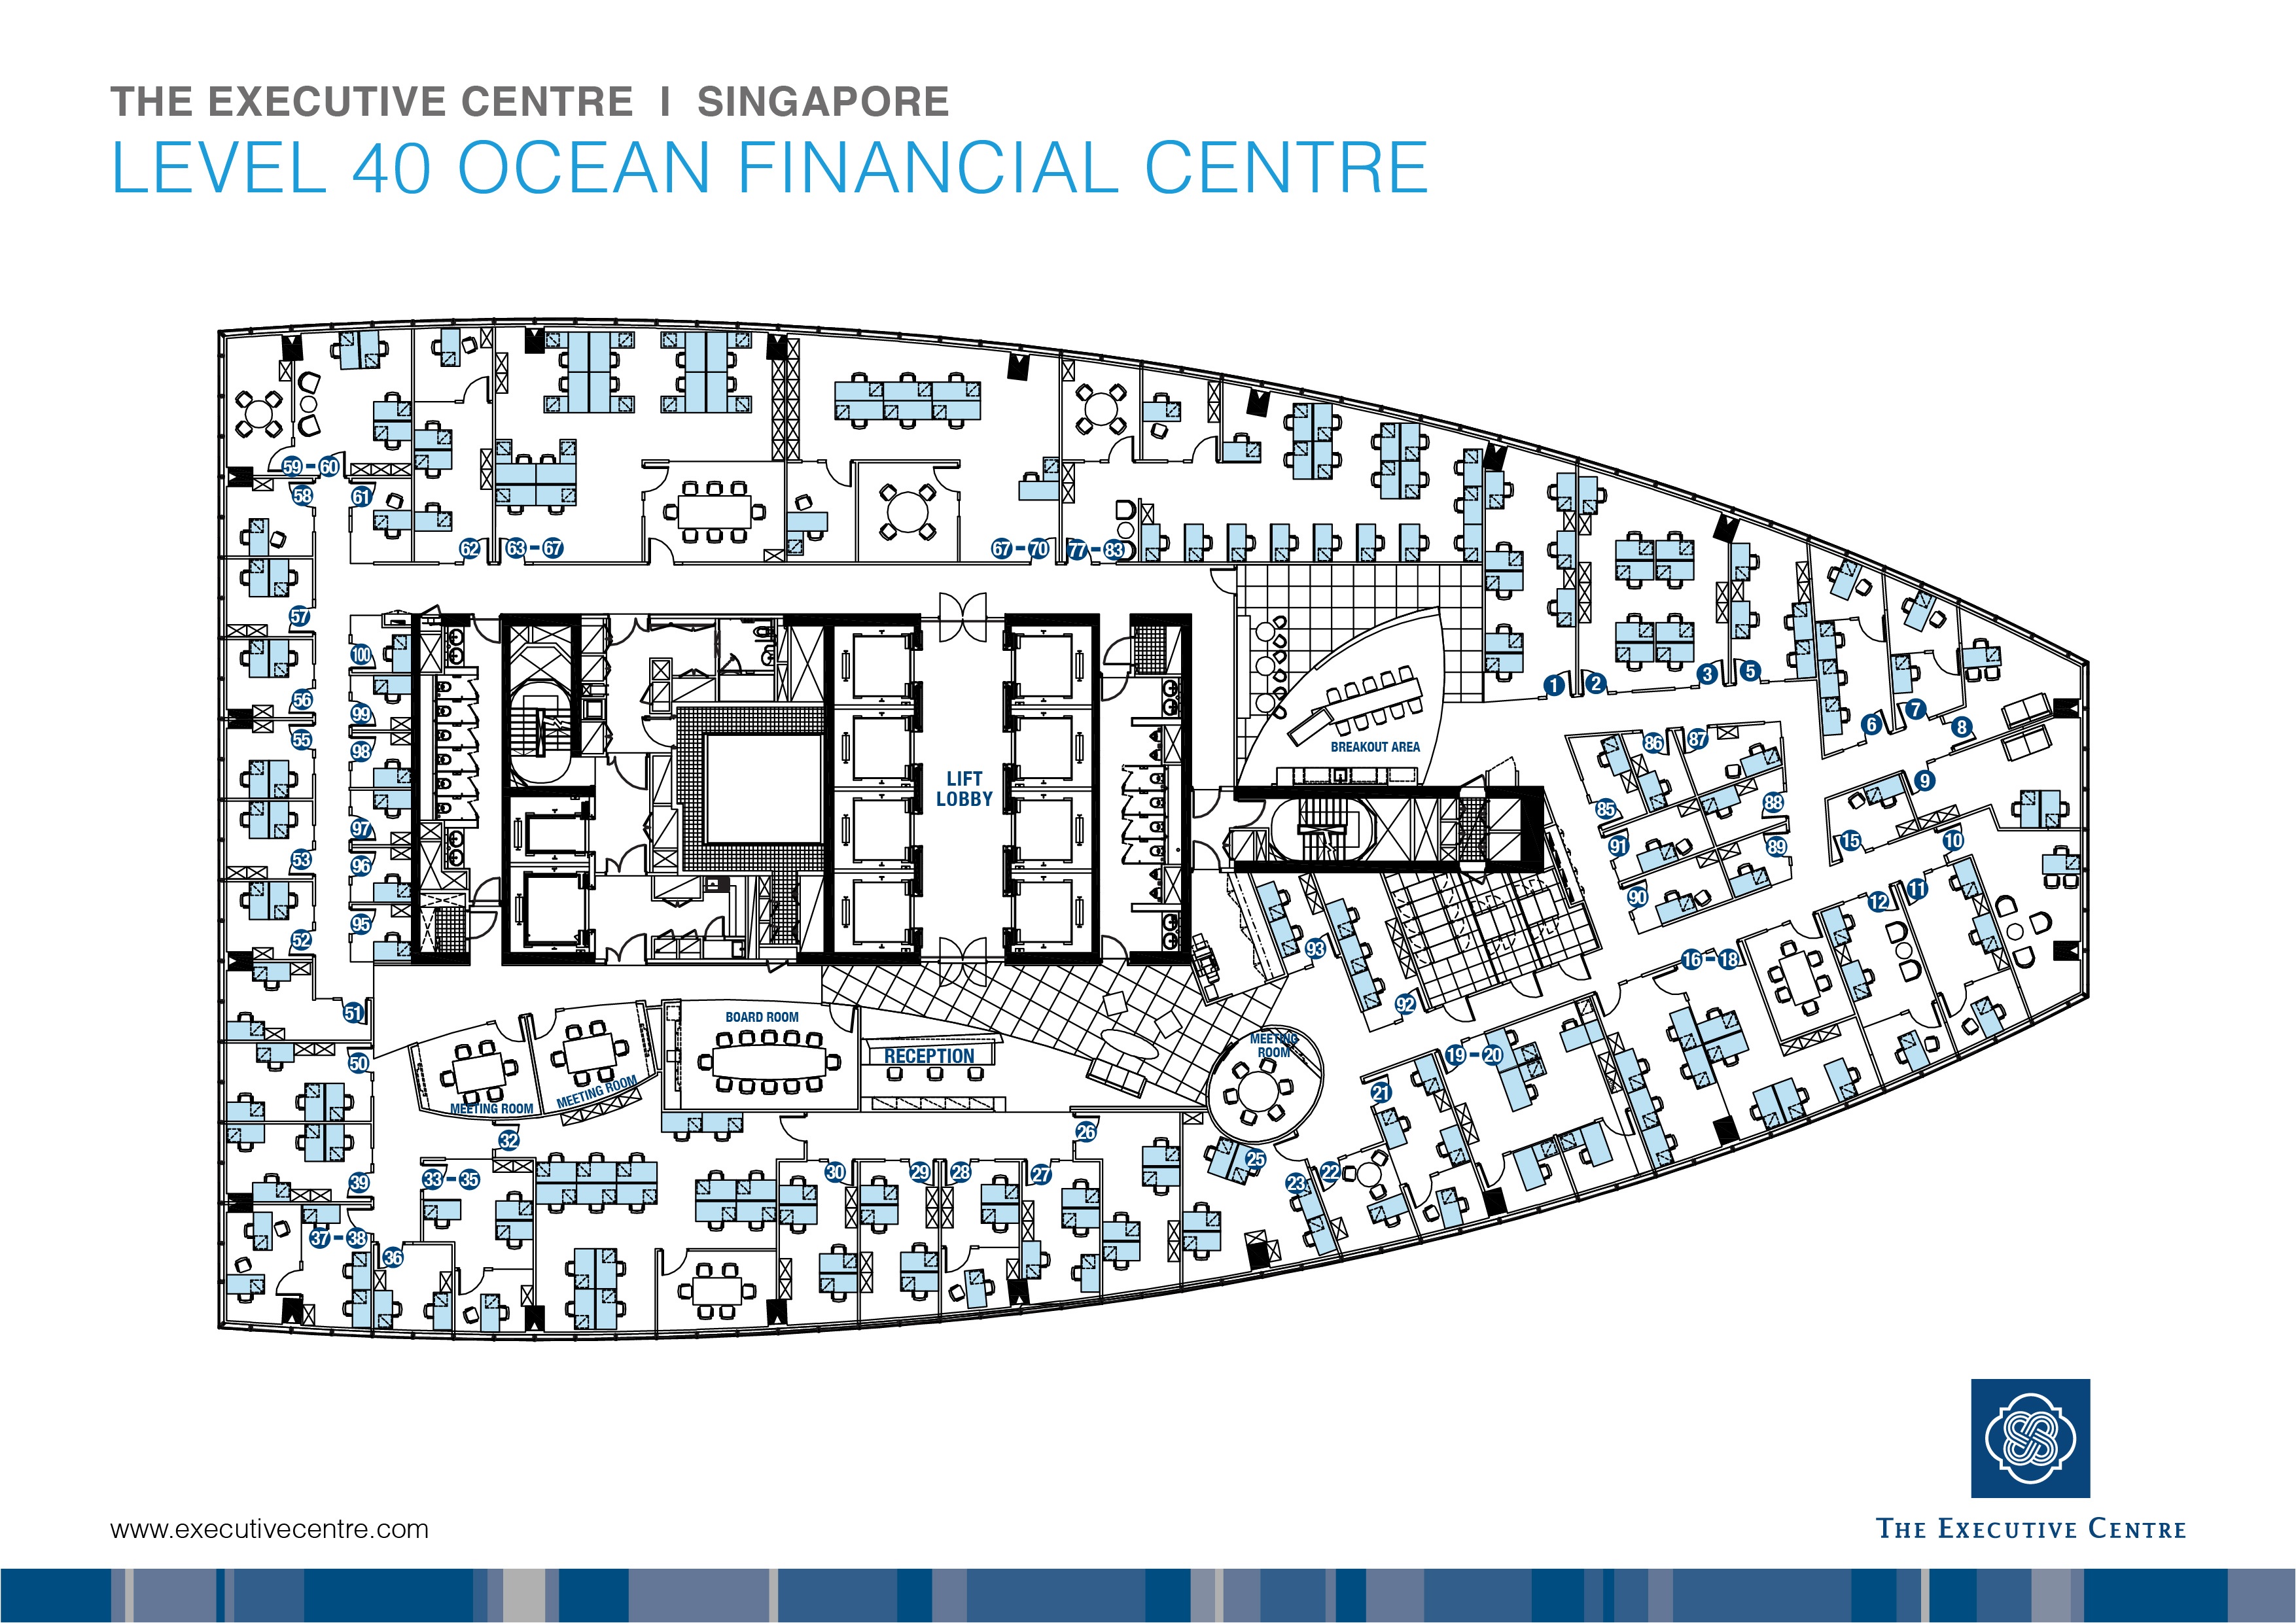 THE EXECUTIVE CENTRE I SINGAPORE
LEVEL 40 OCEAN FINANCIAL CENTRE
59 - 60
58
61
62
63 - 67
67 - 70
77 - 83
57
100
56
99
55
98
97
53
96
95
52
51
50
39
37 - 38
36
33 - 35
32
LIFT
LOBBY
BREAKOUT AREA
1
2
3
5
6
7
8
9
10
11
12
15
16 - 18
86
87
85
88
91
89
90
93
92
19 - 20
21
22
23
25
26
27
28
29
30
BOARD ROOM
RECEPTION
MEETING
ROOM
MEETING ROOM
MEETING ROOM
www.executivecentre.com
THE EXECUTIVE CENTRE